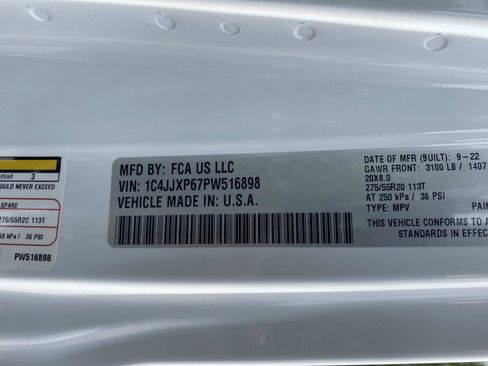 REAR 3
OULD NEVER EXCEED
SPARE
275/55R20 113T
250 kPa / 36 PSI
PW516898
MFD BY: FCA US LLC
VIN: 1C4JJXP67PW516898
VEHICLE MADE IN: U.S.A.
DATE OF MFR (BUILT): 9-22
GAWR FRONT: 3100 LB / 1407
20X8.0
275/55R20 113T
AT 250 kPa / 36 PSI
TYPE: MPV PAIN
THIS VEHICLE CONFORMS TO A
STANDARDS IN EFFEC